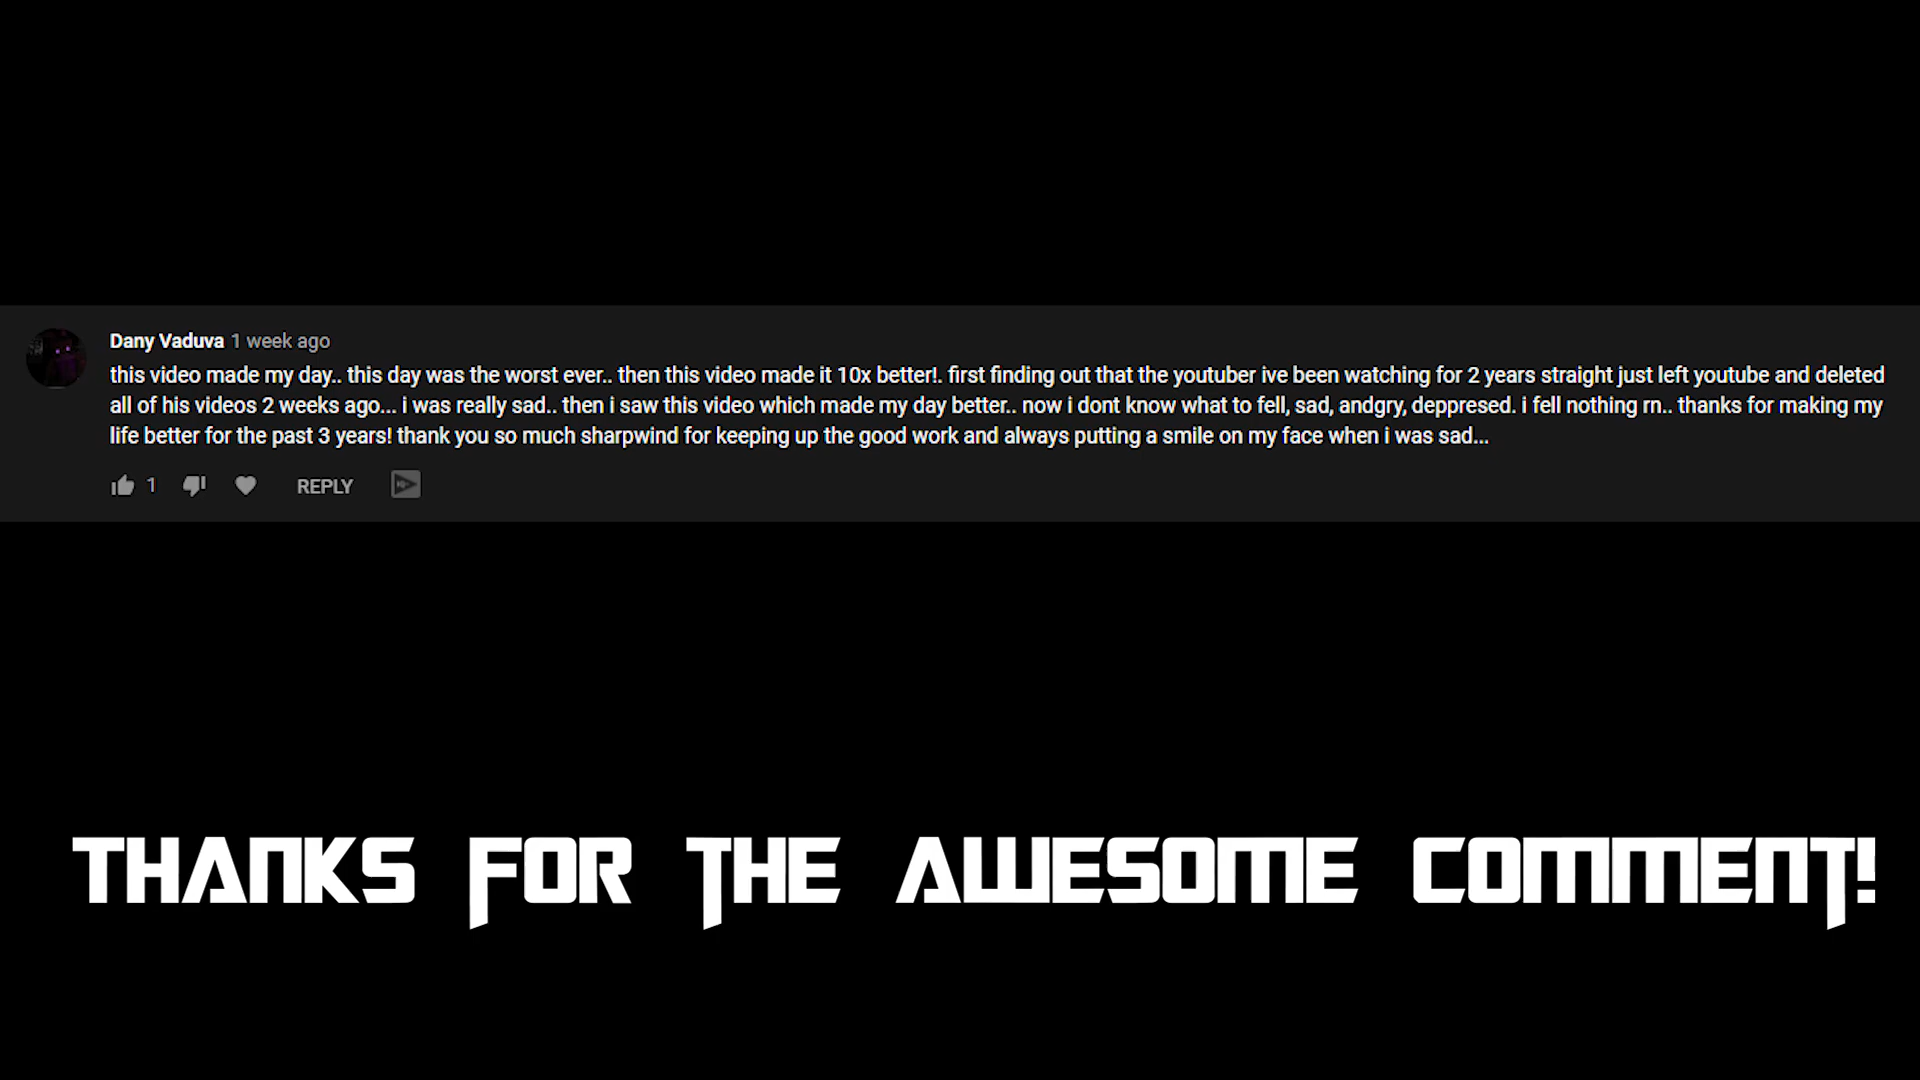 Dany Vaduva 1 week ago
this video made my day.. this day was the worst ever.. then this video made it 10x better!. first finding out that the youtuber ive been watching for 2 years straight just left youtube and deleted
all of his videos 2 weeks ago... i was really sad.. then i saw this video which made my day better.. now i dont know what to fell, sad, andgry, deppresed. i fell nothing rn.. thanks for making my
life better for the past 3 years! thank you so much sharpwind for keeping up the good work and always putting a smile on my face when i was sad...
1 REPLY
THANKS FOR THE AWESOME COMMENT!